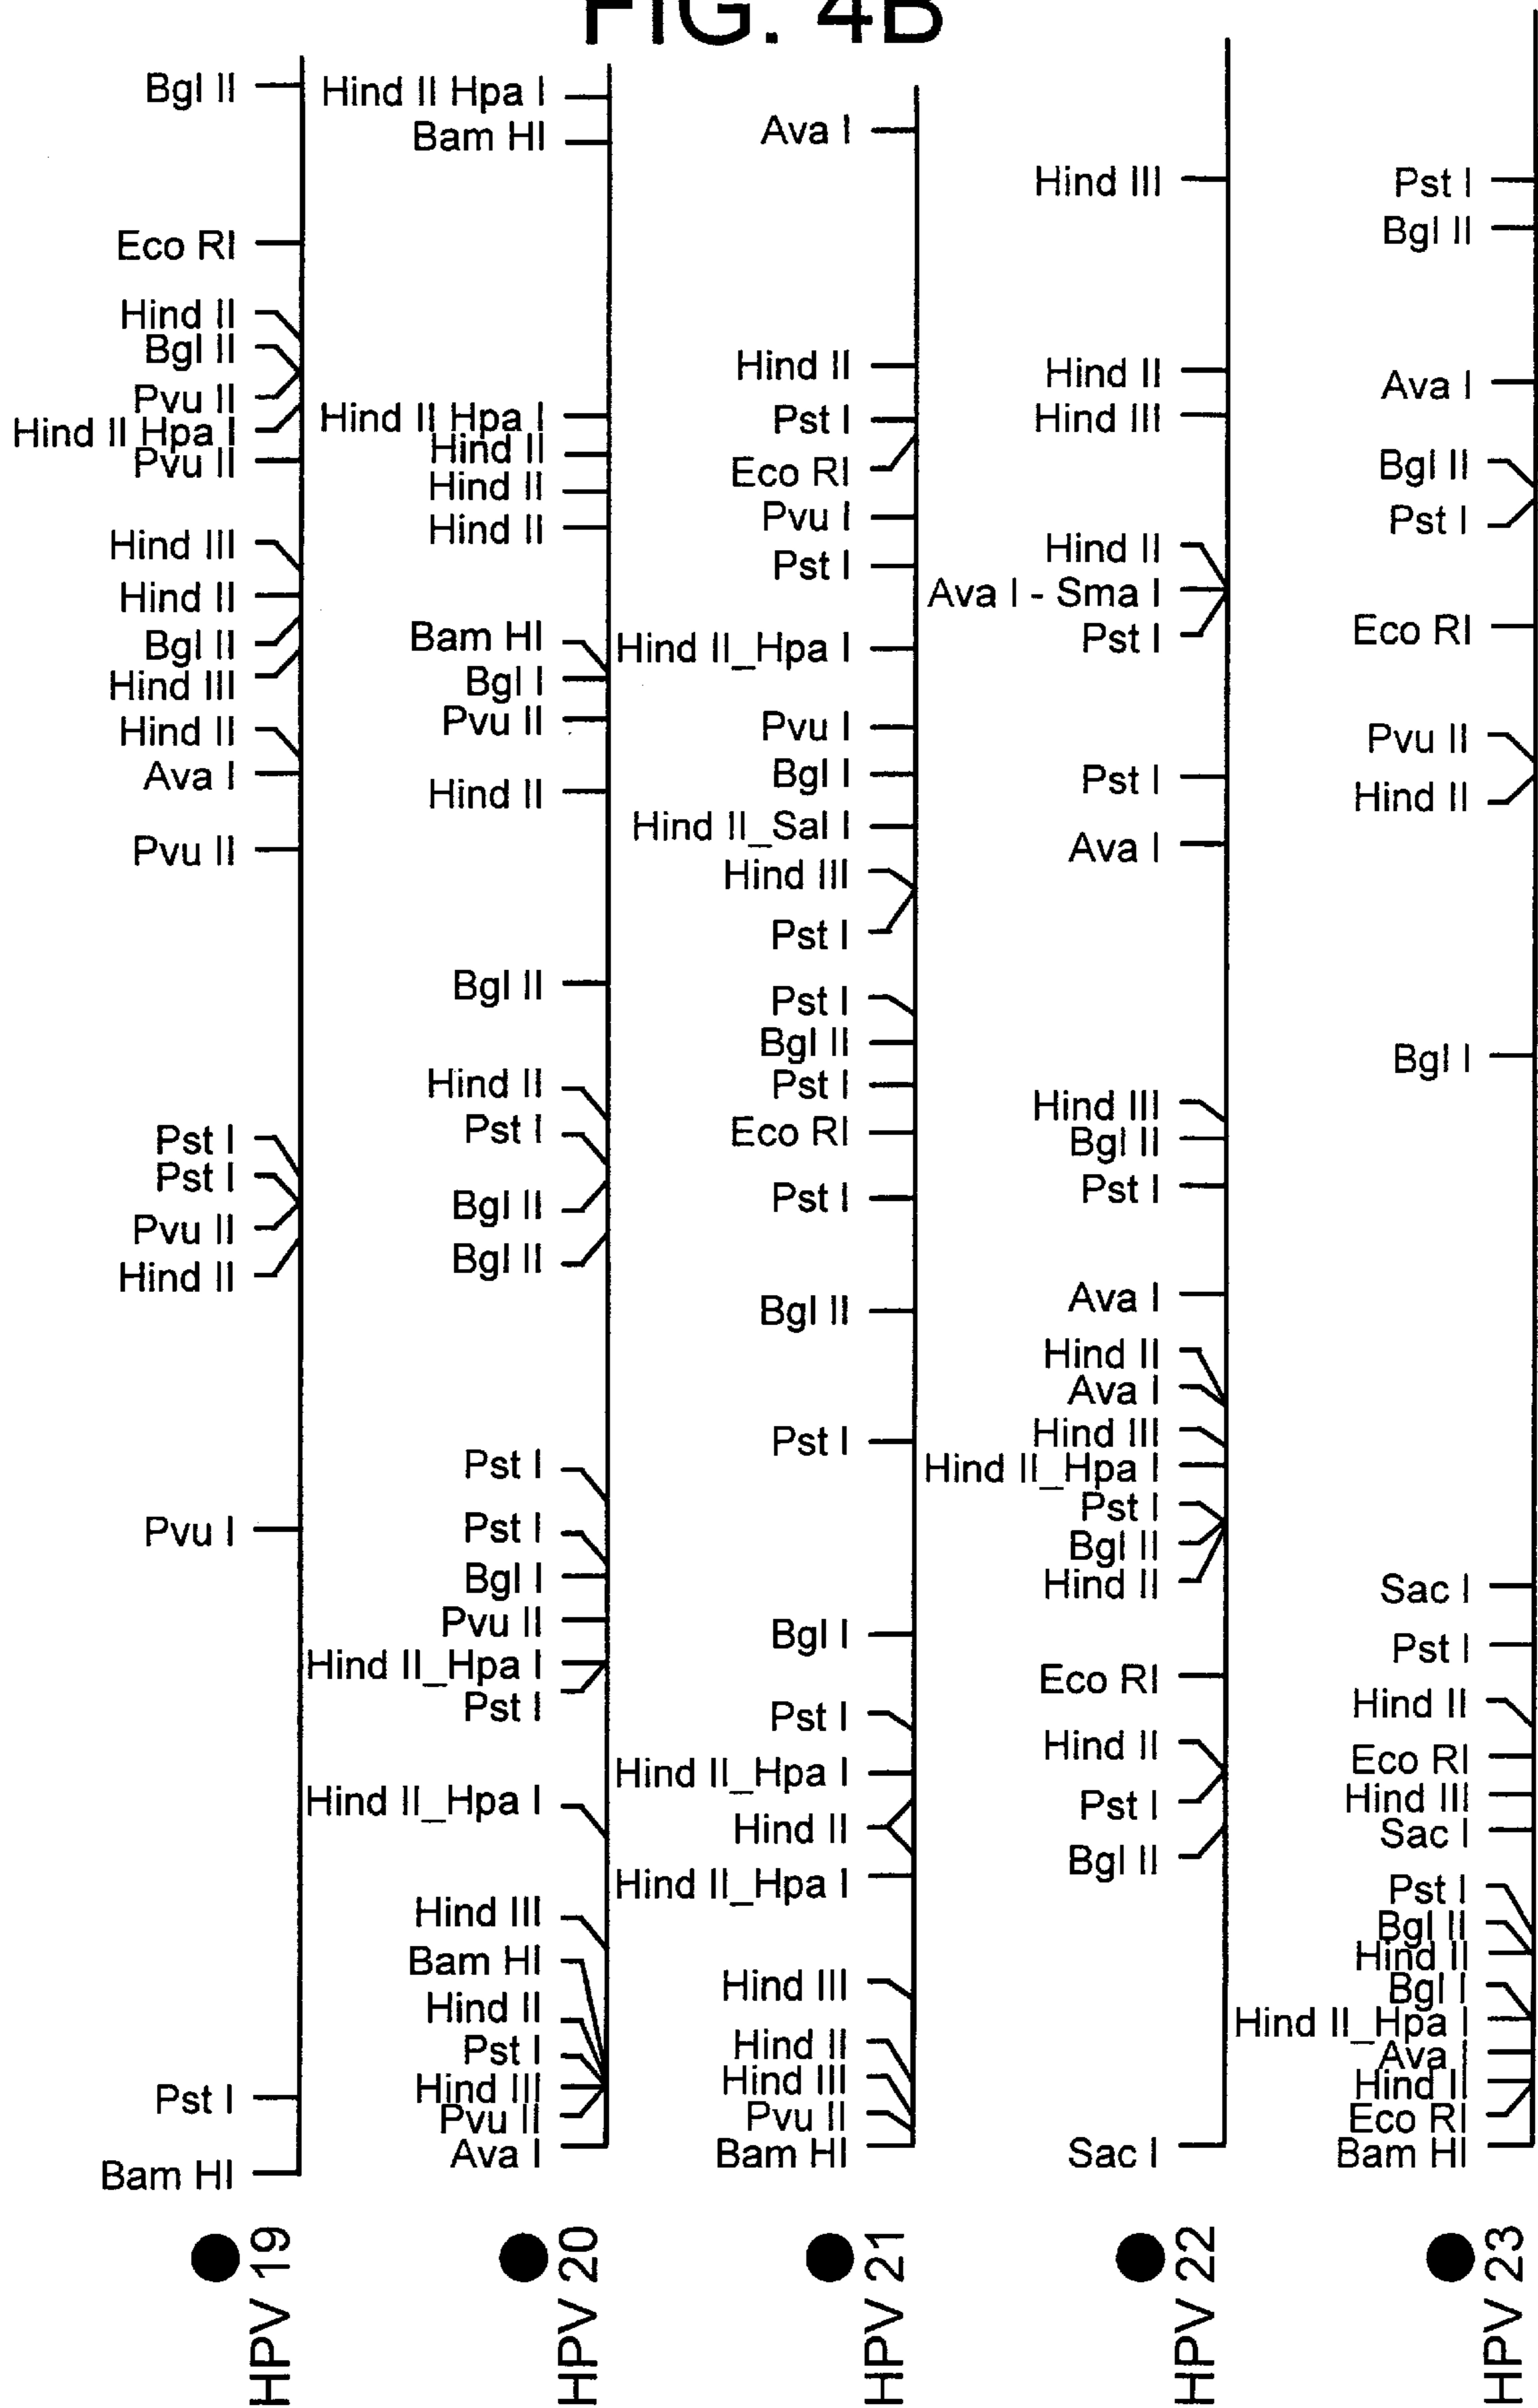 FIG. 4B
Bgl II
Eco RI
Hind II
Bgl II
Pvu II
Hind II Hpa I
Pvu II
Hind III
Hind II
Bgl II
Hind III
Hind II
Ava I
Pvu II
Pst I
Pst I
Pvu II
Hind II
Pvu I
Pst I
Bam HI
HPV 19
Hind II Hpa I
Bam HI
Hind II Hpa I
Hind II
Hind II
Hind II
Bam HI
Bgl I
Pvu II
Hind II
Bgl II
Hind II
Pst I
Bgl II
Bgl II
Pst I
Pst I
Bgl I
Pvu II
Hind II_Hpa I
Pst I
Hind II_Hpa I
Hind III
Bam HI
Hind II
Pst I
Hind III
Pvu II
Ava I
HPV 20
Ava I
Hind II
Pst I
Eco RI
Pvu I
Pst I
Hind II_Hpa I
Pvu I
Bgl I
Hind II_Sal I
Hind III
Pst I
Pst I
Bgl II
Pst I
Eco RI
Pst I
Bgl II
Pst I
Bgl I
Pst I
Hind II_Hpa I
Hind II
Hind II_Hpa I
Hind III
Hind II
Hind III
Pvu II
Bam HI
HPV 21
Hind III
Hind II
Hind III
Hind II
Ava I - Sma I
Pst I
Pst I
Ava I
Hind III
Bgl II
Pst I
Ava I
Hind II
Ava I
Hind III
Hind II_Hpa I
Pst I
Bgl II
Hind II
Eco RI
Hind II
Pst I
Bgl II
Sac I
HPV 22
Pst I
Bgl II
Ava I
Bgl II
Pst I
Eco RI
Pvu II
Hind II
Bgl I
Sac I
Pst I
Hind II
Eco RI
Hind III
Sac I
Pst I
Bgl II
Hind II
Bgl I
Hind II_Hpa I
Ava I
Hind II
Eco RI
Bam HI
HPV 23